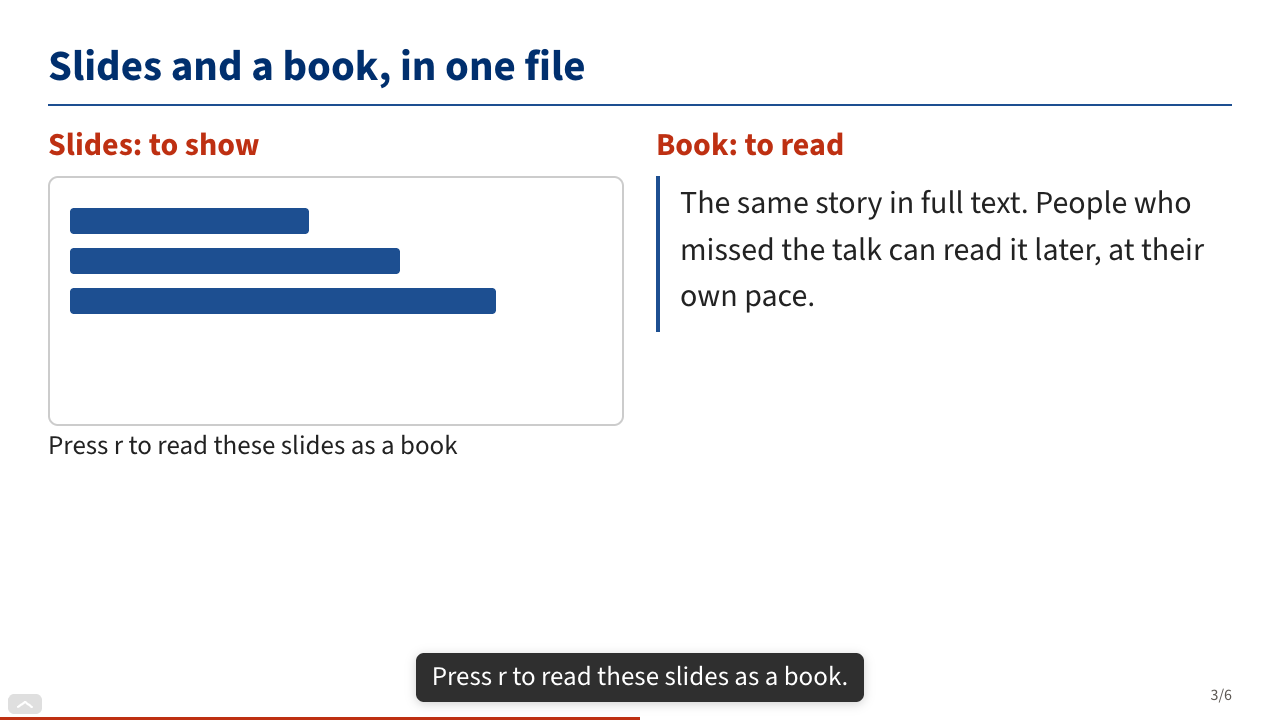 Slides and a book, in one file
Slides: to show
Press r to read these slides as a book
Book: to read
The same story in full text. People who
missed the talk can read it later, at their
own pace.
Press r to read these slides as a book.
3/6